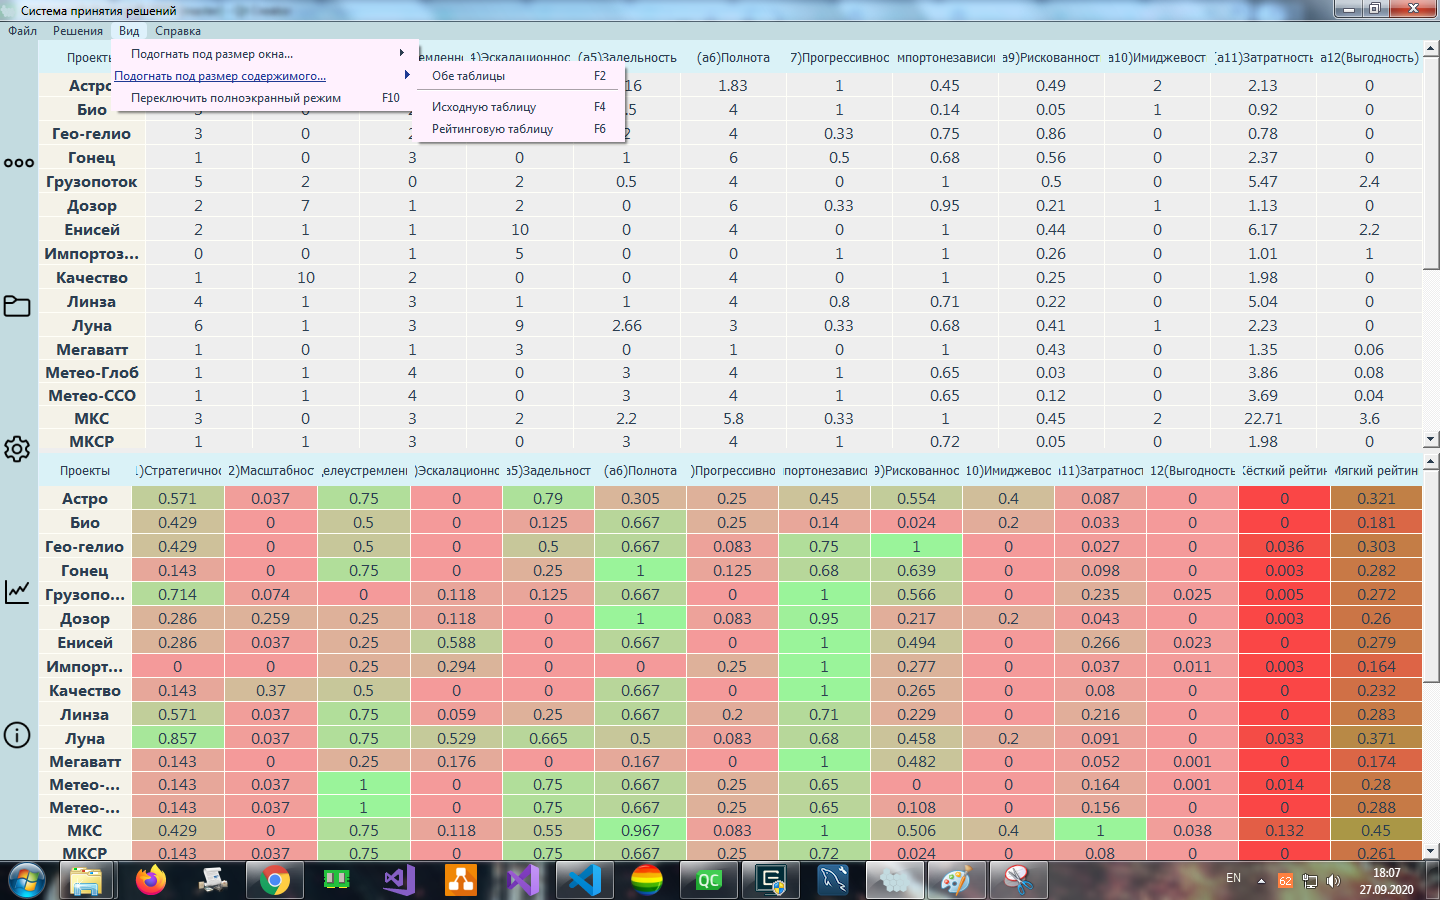 Система принятия решений
Файл Решения Вид Справка
Подогнать под размер окна...
Подогнать под размер содержимого...
Переключить полноэкранный режим F10
Обе таблицы F2
Исходную таблицу F4
Рейтинговую таблицу F6
Проекты (а5)Задельность (а6)Полнота 7)Прогрессивнос мпортонезависим а9)Рискованност а10)Имиджевост (а11)Затратность а12(Выгодность)
Астро 16 1.83 1 0.45 0.49 2 2.13 0
Био 4 1 0.14 0.05 1 0.92 0
Гео-гелио 3 0 4 0.33 0.75 0.86 0 0.78 0
Гонец 1 0 3 0 1 6 0.5 0.68 0.56 0 2.37 0
Грузопоток 5 2 0 2 0.5 4 0 1 0.5 0 5.47 2.4
Дозор 2 7 1 2 0 6 0.33 0.95 0.21 1 1.13 0
Енисей 2 1 1 10 0 4 0 1 0.44 0 6.17 2.2
Импортоз... 0 0 1 5 0 0 1 1 0.26 0 1.01 1
Качество 1 10 2 0 0 4 0 1 0.25 0 1.98 0
Линза 4 1 3 1 1 4 0.8 0.71 0.22 0 5.04 0
Луна 6 1 3 9 2.66 3 0.33 0.68 0.41 1 2.23 0
Мегаватт 1 0 1 3 0 1 0 1 0.43 0 1.35 0.06
Метео-Глоб 1 1 4 0 3 4 1 0.65 0.03 0 3.86 0.08
Метео-ССО 1 1 4 0 3 4 1 0.65 0.12 0 3.69 0.04
МКС 3 0 3 2 2.2 5.8 0.33 1 0.45 2 22.71 3.6
МКСР 1 1 3 0 3 4 1 0.72 0.05 0 1.98 0
Проекты 1)Стратегичнос 2)Масштабност целеустремлени )Эскалационно а5)Задельност (а6)Полнота )Прогрессивно мпортонезависи 9)Рискованнос 10)Имиджевос а11)Затратност 12(Выгодность Жёсткий рейтин Мягкий рейтин
Астро 0.571 0.037 0.75 0 0.79 0.305 0.25 0.45 0.554 0.4 0.087 0 0 0.321
Био 0.429 0 0.5 0.125 0.667 0.25 0.14 0.024 0.2 0.033 0 0 0.181
Гео-гелио 0.429 0 0.5 0 0.5 0.667 0.083 0.75 1 0 0.027 0 0.036 0.303
Гонец 0.143 0 0.75 0 0.25 1 0.125 0.68 0.639 0 0.098 0 0.003 0.282
Грузопо... 0.714 0.074 0 0.118 0.125 0.667 0 1 0.566 0 0.235 0.025 0.005 0.272
Дозор 0.286 0.259 0.25 0.118 0 1 0.083 0.95 0.217 0.2 0.043 0 0.003 0.26
Енисей 0.286 0.037 0.25 0.588 0 0.667 0 1 0.494 0 0.266 0.023 0 0.279
Импорт... 0 0 0.25 0.294 0 0 0.25 1 0.277 0 0.037 0.011 0.003 0.164
Качество 0.143 0.37 0.5 0 0 0.667 0 1 0.265 0 0.08 0 0 0.232
Линза 0.571 0.037 0.75 0.059 0.25 0.667 0.2 0.71 0.229 0 0.216 0 0 0.283
Луна 0.857 0.037 0.75 0.529 0.665 0.5 0.083 0.68 0.458 0.2 0.091 0 0.033 0.371
Мегаватт 0.143 0 0.25 0.176 0 0.167 0 1 0.482 0 0.052 0.001 0 0.174
Метео-... 0.143 0.037 1 0 0.75 0.667 0.25 0.65 0 0 0.164 0.001 0.014 0.28
Метео-... 0.143 0.037 1 0 0.75 0.667 0.25 0.65 0.108 0 0.156 0 0 0.288
МКС 0.429 0 0.75 0.118 0.55 0.967 0.083 1 0.506 0.4 1 0.038 0.132 0.45
МКСР 0.143 0.037 0.75 0 0.75 0.667 0.25 0.72 0.024 0 0.08 0 0 0.261
QC
EN 62 18:07
27.09.2020